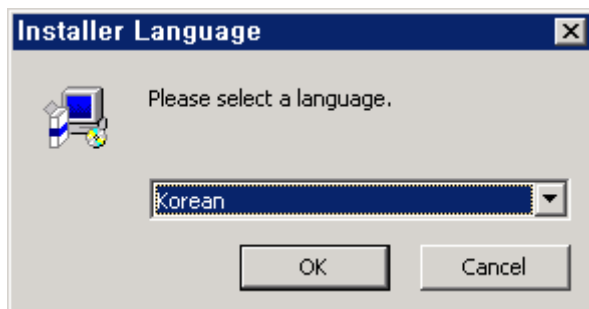 Installer Language
Please select a language.
Korean
OK
Cancel